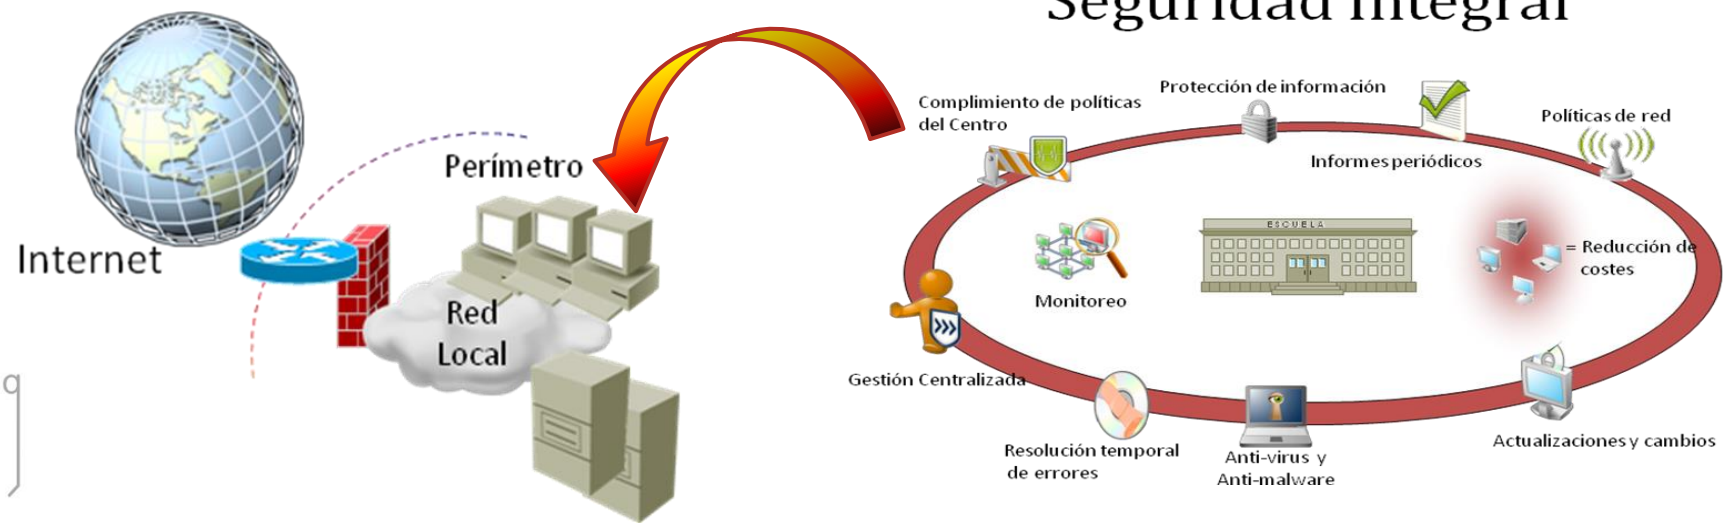 Seguridad Integral
Internet
Perímetro
Red
Local
Complimiento de políticas
del Centro
Protección de información
Informes periódicos
Políticas de red
Monitoreo
ESCUELA
= Reducción de
costes
Gestión Centralizada
Resolución temporal
de errores
Anti-virus y
Anti-malware
Actualizaciones y cambios